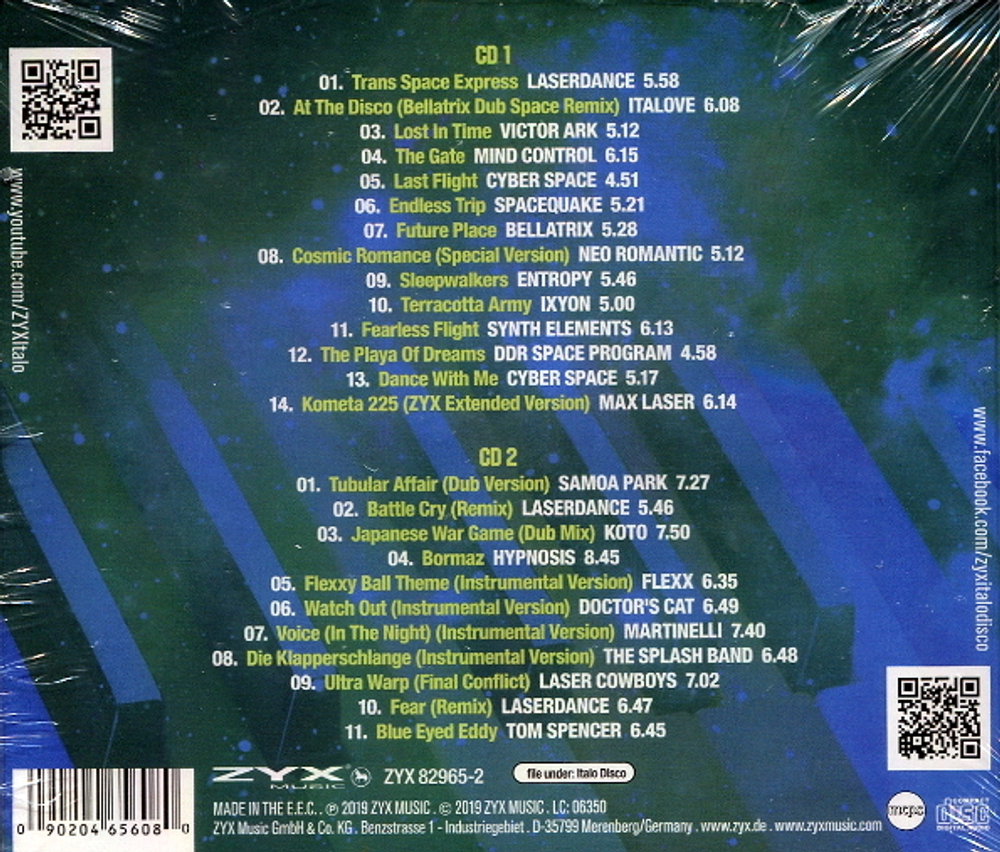 CD 1
01. Trans Space Express LASERDANCE 5.58
02. At The Disco (Bellatrix Dub Space Remix) ITALOVE 6.08
03. Lost In Time VICTOR ARK 5.12
04. The Gate MIND CONTROL 6.15
05. Last Flight CYBER SPACE 4.51
06. Endless Trip SPACEQUAKE 5.21
07. Future Place BELLATRIX 5.28
08. Cosmic Romance (Special Version) NEO ROMANTIC 5.12
09. Sleepwalkers ENTROPY 5.46
10. Terracotta Army IXYON 5.00
11. Fearless Flight SYNTH ELEMENTS 6.13
12. The Playa Of Dreams DDR SPACE PROGRAM 4.58
13. Dance With Me CYBER SPACE 5.17
14. Kometa 225 (ZYX Extended Version) MAX LASER 6.14
www.youtube.com/ZYXItalo
CD 2
01. Tubular Affair (Dub Version) SAMOA PARK 7.27
02. Battle Cry (Remix) LASERDANCE 5.46
03. Japanese War Game (Dub Mix) KOTO 7.50
04. Bormaz HYPNOSIS 8.45
05. Flexxy Ball Theme (Instrumental Version) FLEXX 6.35
06. Watch Out (Instrumental Version) DOCTOR'S CAT 6.49
07. Voice (In The Night) (Instrumental Version) MARTINELLI 7.40
08. Die Klapperschlange (Instrumental Version) THE SPLASH BAND 6.48
09. Ultra Warp (Final Conflict) LASER COWBOYS 7.02
10. Fear (Remix) LASERDANCE 6.47
11. Blue Eyed Eddy TOM SPENCER 6.45
www.facebook.com/zyxitalodisco
ZYX MUSIC ® ZYX 82965-2 file under: Italo Disco
MADE IN THE E.E.C.. ℗ 2019 ZYX MUSIC . © 2019 ZYX MUSIC . LC: 06350
ZYX Music GmbH & Co. KG . Benzstrasse 1 - Industriegebiet . D-35799 Merenberg/Germany . www.zyx.de . www.zyxmusic.com
0 90204 65608 0
mcps
COMPACT disc DIGITAL AUDIO